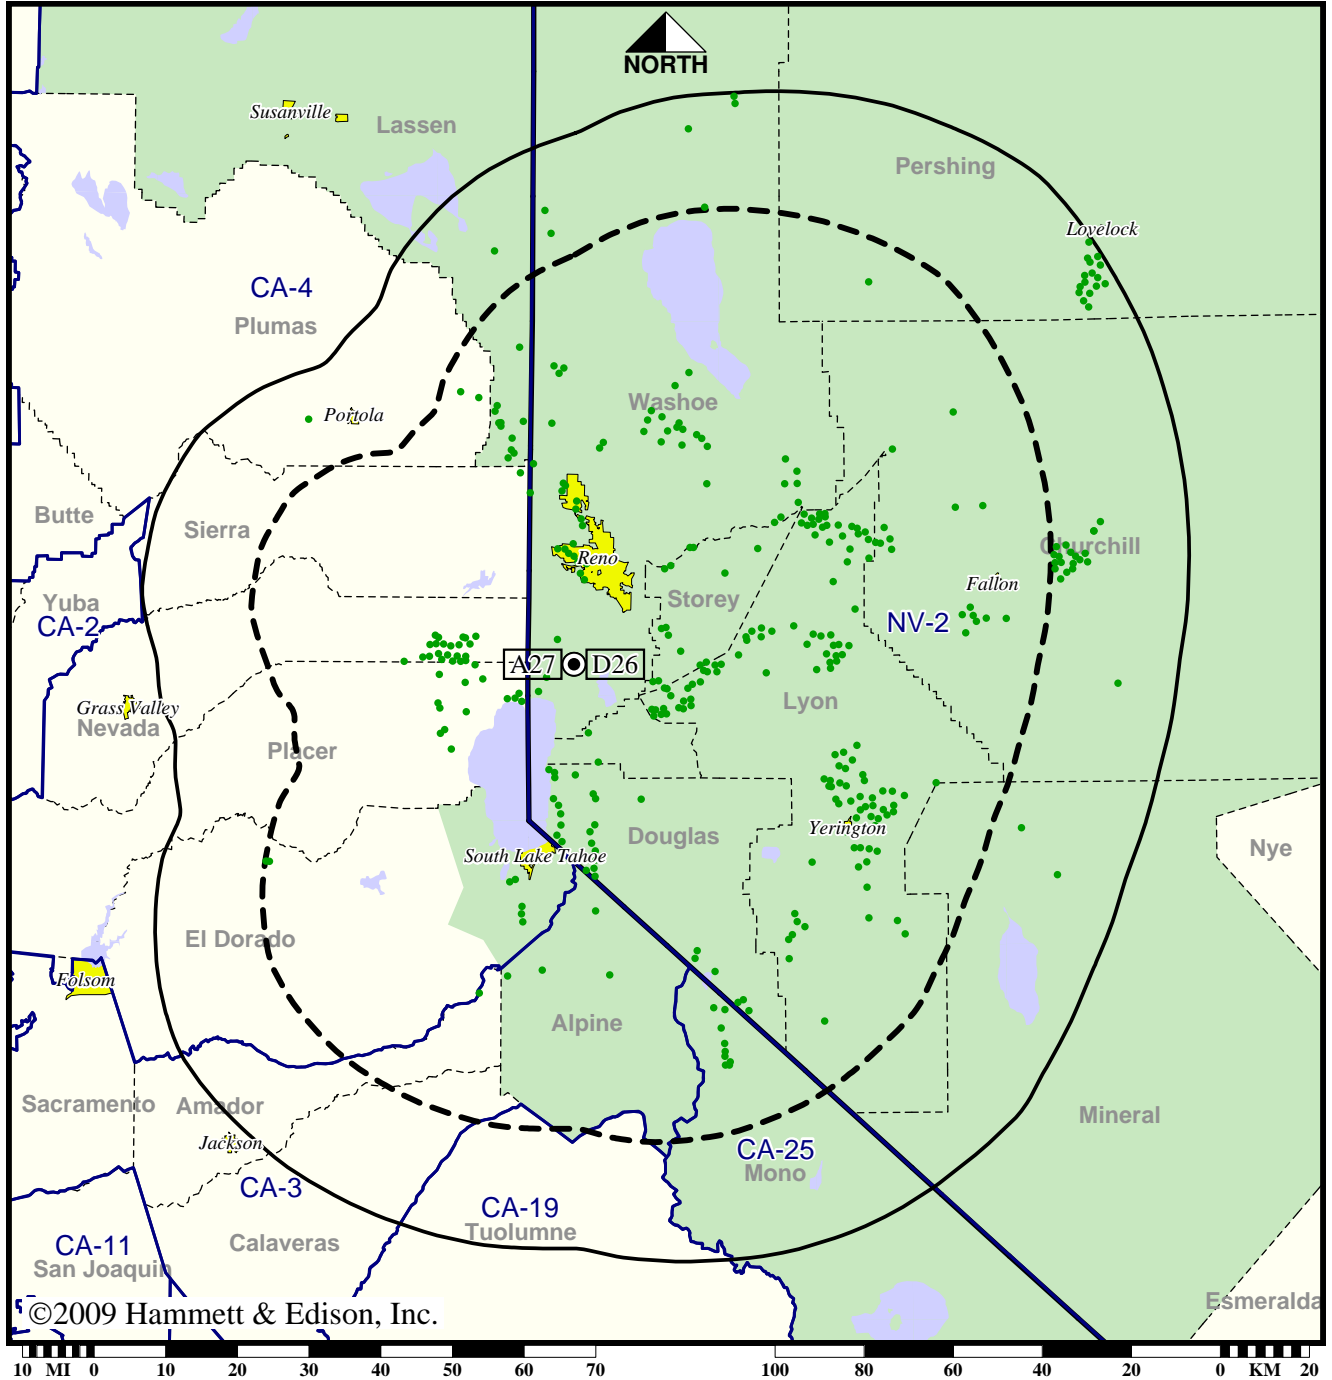 NORTH
Susanville
Lassen
Pershing
Lovelock
CA-4
Plumas
Washoe
Portola
Butte
Sierra
Churchill
Reno
Fallon
Yuba
CA-2
Storey
NV-2
A27
D26
Grass Valley
Nevada
Lyon
Placer
Yerington
Douglas
South Lake Tahoe
Nye
El Dorado
Folsom
Alpine
Sacramento
Amador
Mineral
Jackson
CA-25
Mono
CA-3
CA-19
Tuolumne
CA-11
Calaveras
San Joaquin
Esmeralda
©2009 Hammett & Edison, Inc.
10 MI 0 10 20 30 40 50 60 70 100 80 60 40 20 0 KM 20